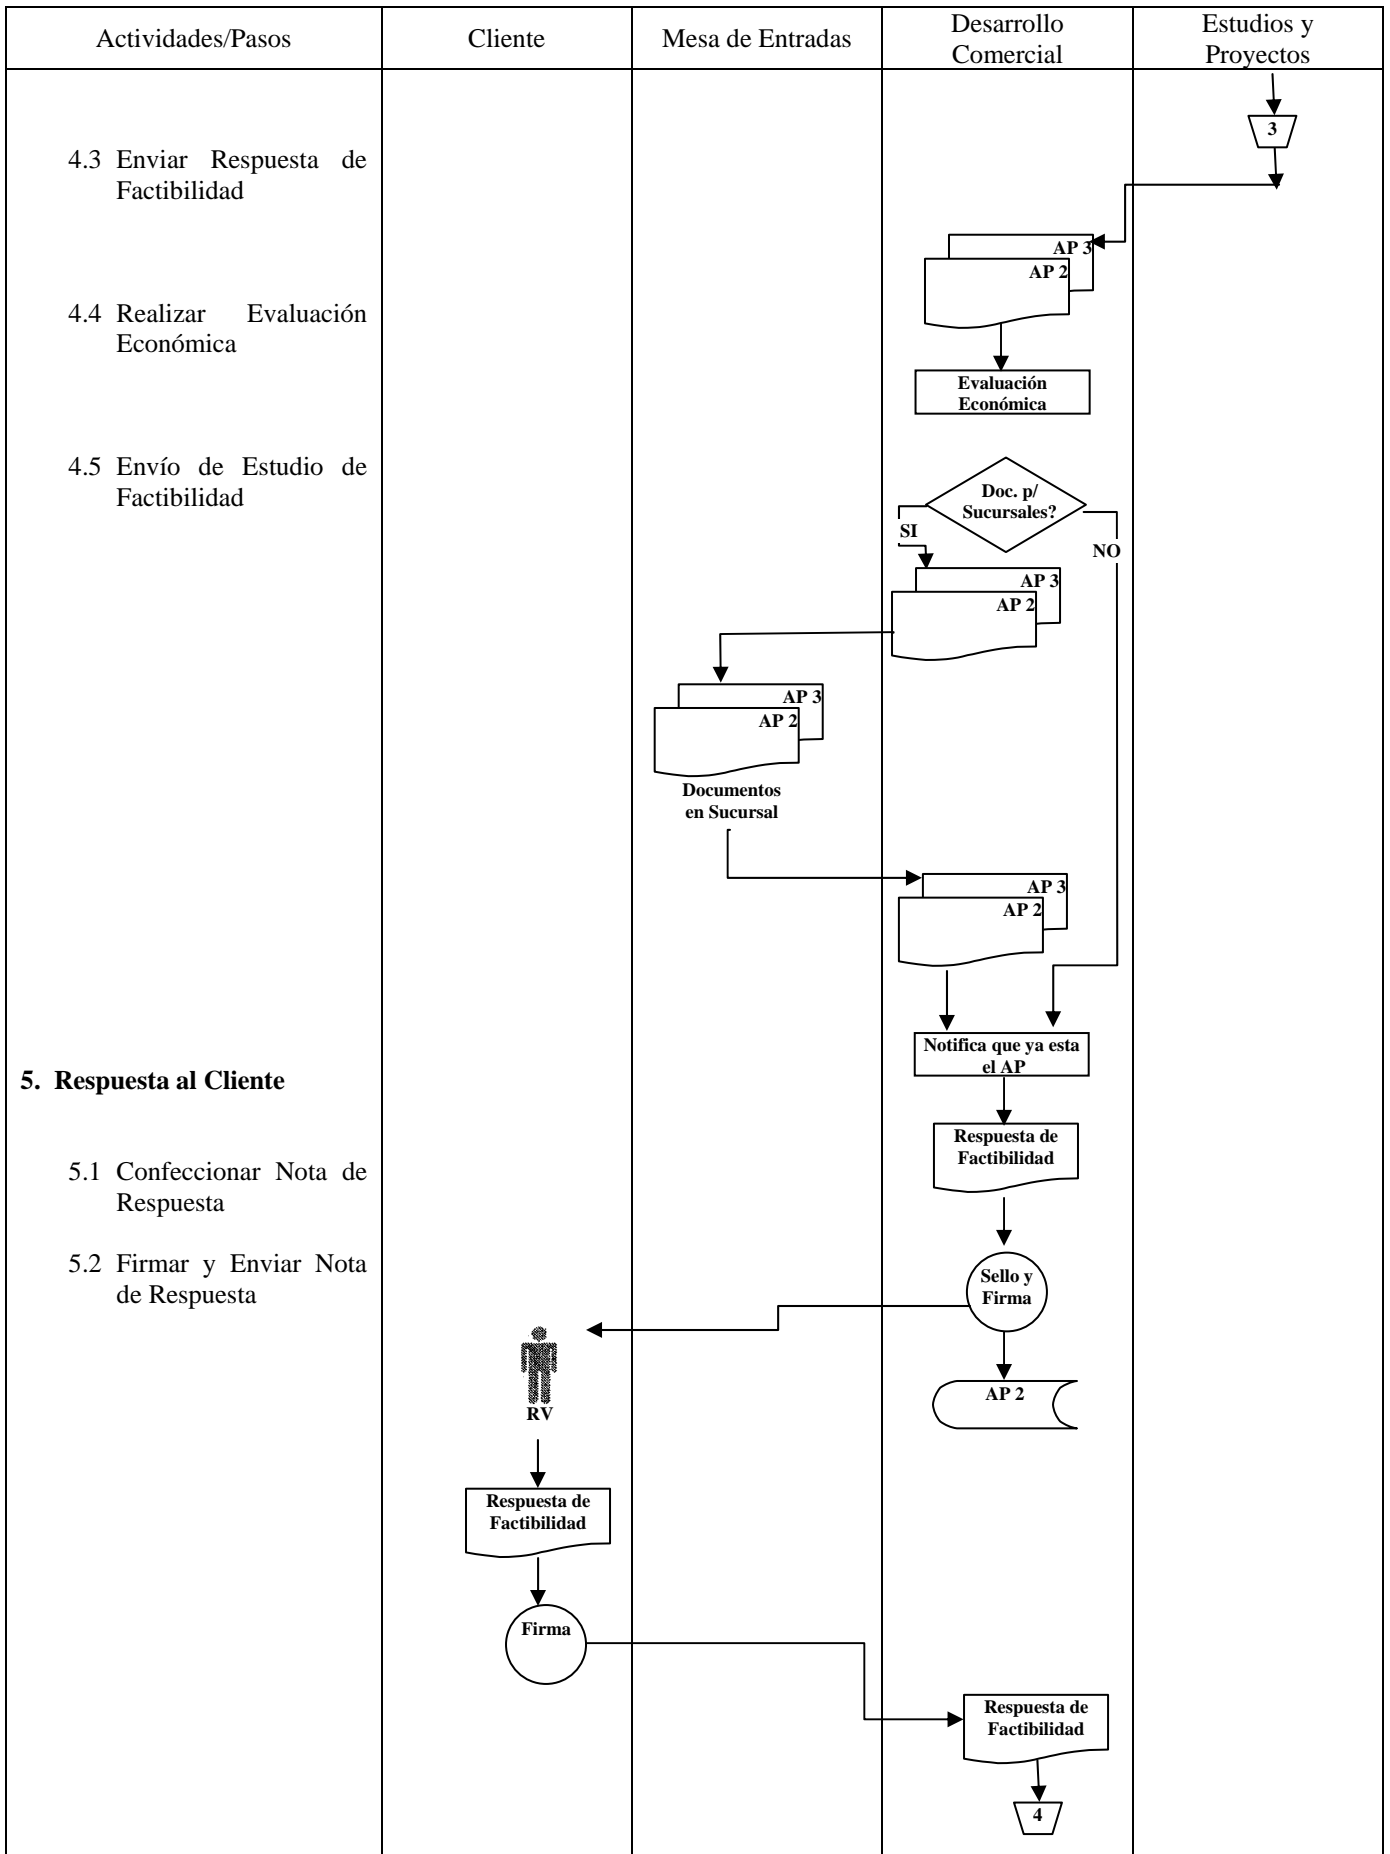 Actividades/Pasos
Cliente
Mesa de Entradas
Desarrollo
Comercial
Estudios y
Proyectos
3
4.3 Enviar Respuesta de
Factibilidad
AP 3
AP 2
4.4 Realizar Evaluación
Económica
Evaluación
Económica
4.5 Envío de Estudio de
Factibilidad
Doc. p/
Sucursales?
SI
NO
AP 3
AP 2
AP 3
AP 2
Documentos
en Sucursal
AP 3
AP 2
Notifica que ya esta
el AP
5. Respuesta al Cliente
Respuesta de
Factibilidad
5.1 Confeccionar Nota de
Respuesta
5.2 Firmar y Enviar Nota
de Respuesta
Sello y
Firma
RV
AP 2
Respuesta de
Factibilidad
Firma
Respuesta de
Factibilidad
4